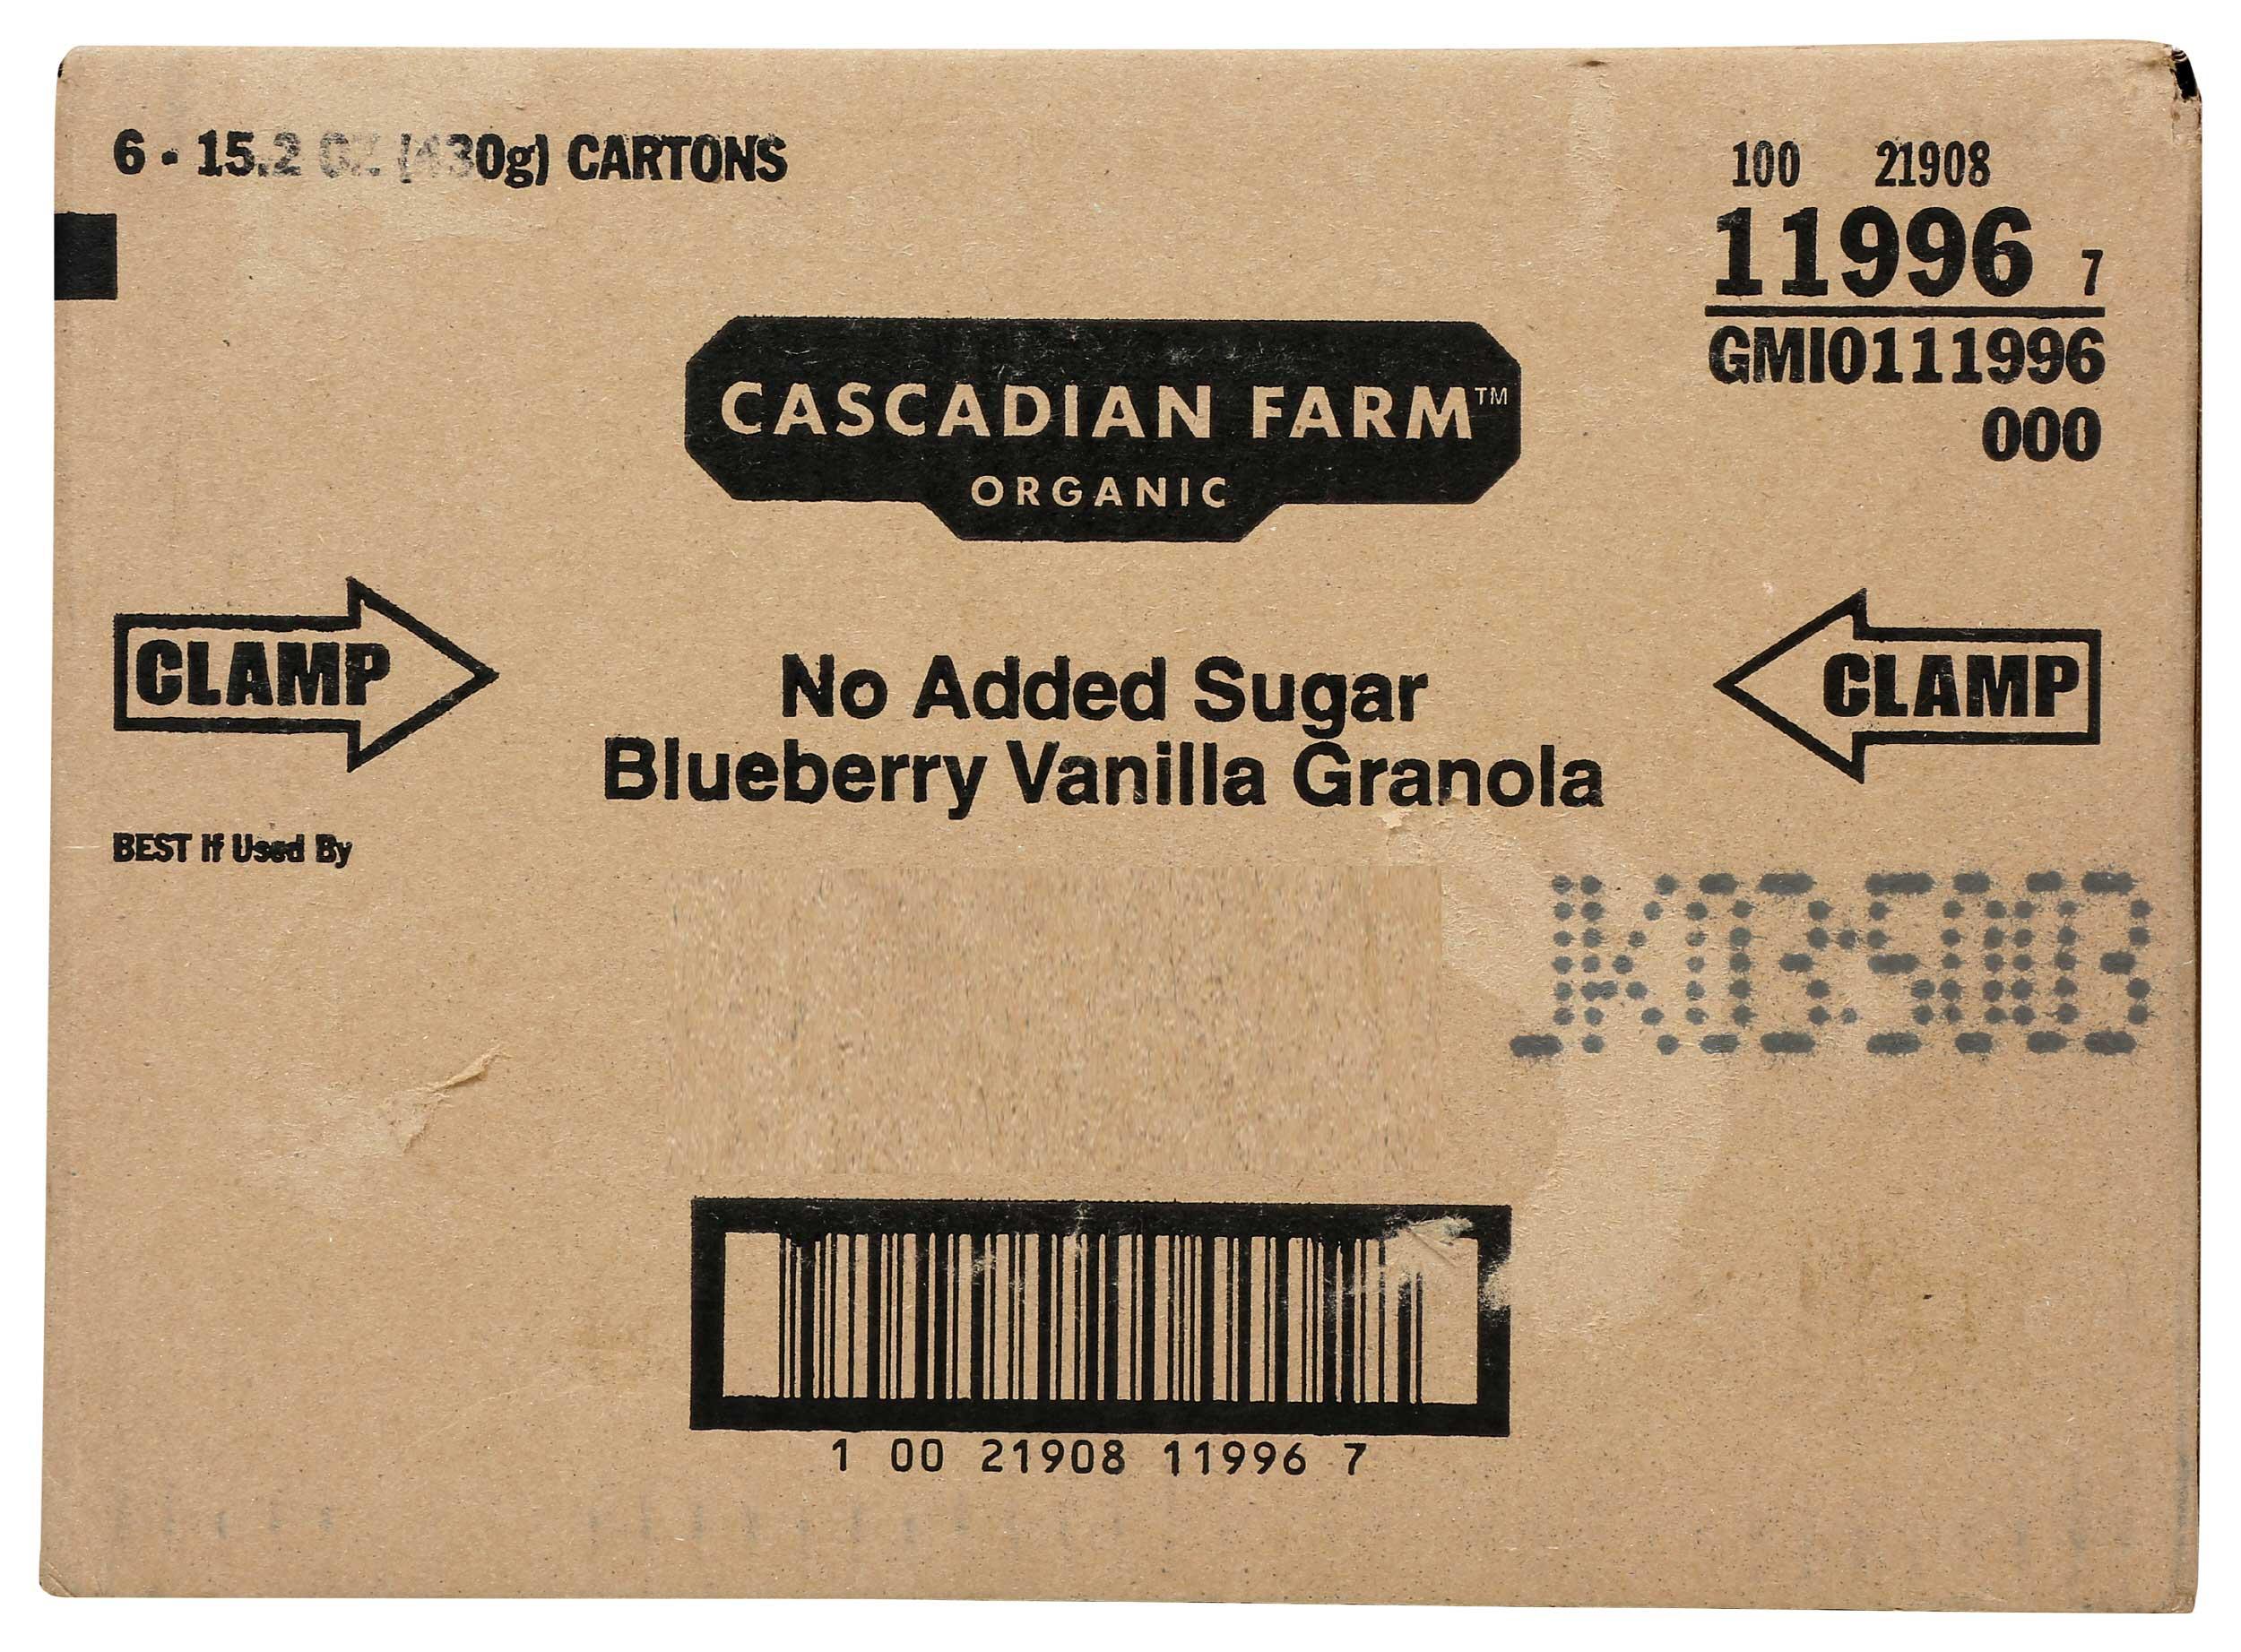 6 - 15.2 OZ. (430g) CARTONS
100 21908
11996 7
GMI0111996
000
CASCADIAN FARM™
ORGANIC
CLAMP
CLAMP
No Added Sugar
Blueberry Vanilla Granola
BEST If Used By
1 00 21908 11996 7